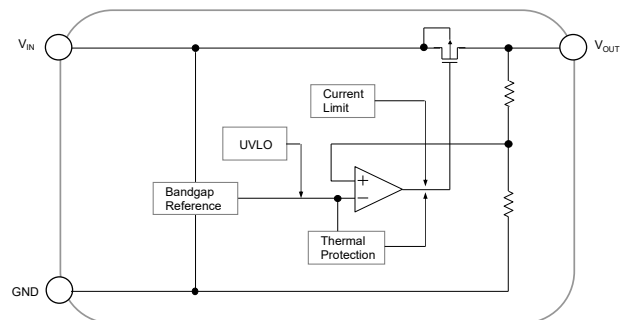 VIN
VOUT
Current
Limit
UVLO
+
−
Bandgap
Reference
Thermal
Protection
GND